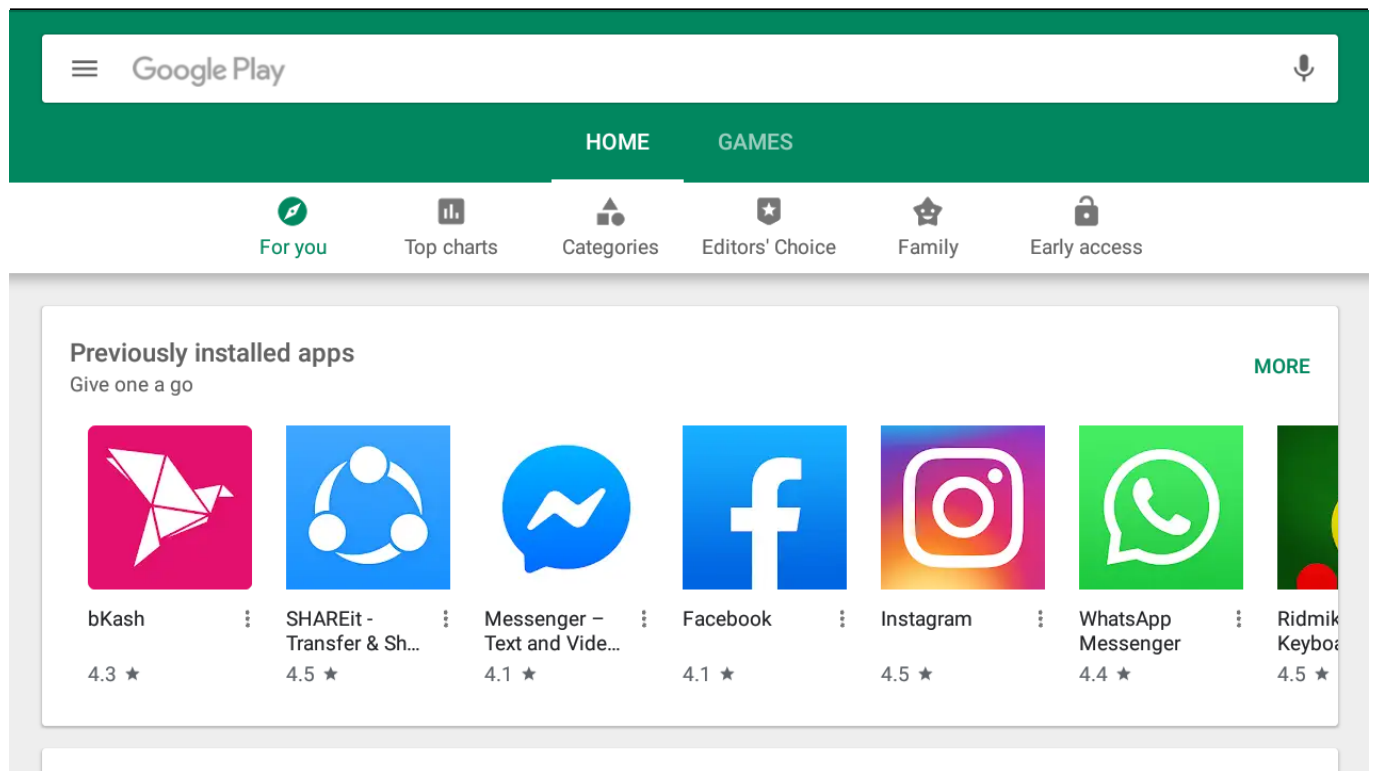 Google Play
HOME GAMES
For you Top charts Categories Editors' Choice Family Early access
Previously installed apps
Give one a go
MORE
bKash
4.3
SHAREit -
Transfer & Sh...
4.5
Messenger –
Text and Vide...
4.1
Facebook
4.1
Instagram
4.5
WhatsApp
Messenger
4.4
4.5